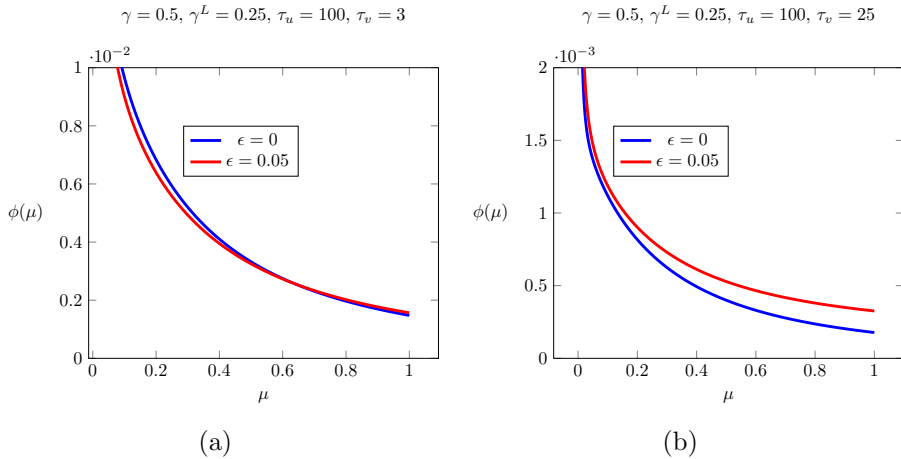 γ = 0.5, γ^L = 0.25, τ_u = 100, τ_v = 3
·10^−2
1
0.8
0.6
0.4
0.2
0
ϕ(μ)
ϵ = 0
ϵ = 0.05
0 0.2 0.4 0.6 0.8 1
μ
(a)
γ = 0.5, γ^L = 0.25, τ_u = 100, τ_v = 25
·10^−3
2
1.5
1
0.5
0
ϕ(μ)
ϵ = 0
ϵ = 0.05
0 0.2 0.4 0.6 0.8 1
μ
(b)